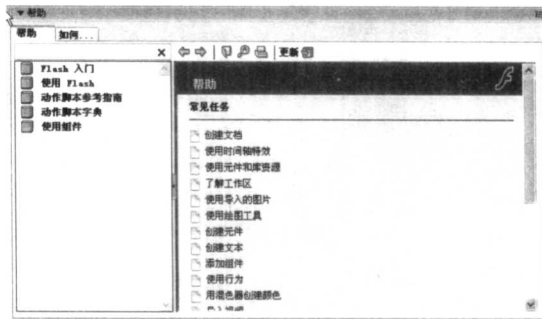 帮助
帮助 如何...
更新
Flash 入门
使用 Flash
动作脚本参考指南
动作脚本字典
使用组件
帮助
常见任务
创建文档
使用时间轴特效
使用元件和库资源
了解工作区
使用导入的图片
使用绘图工具
创建元件
创建文本
添加组件
使用行为
用混色器创建颜色